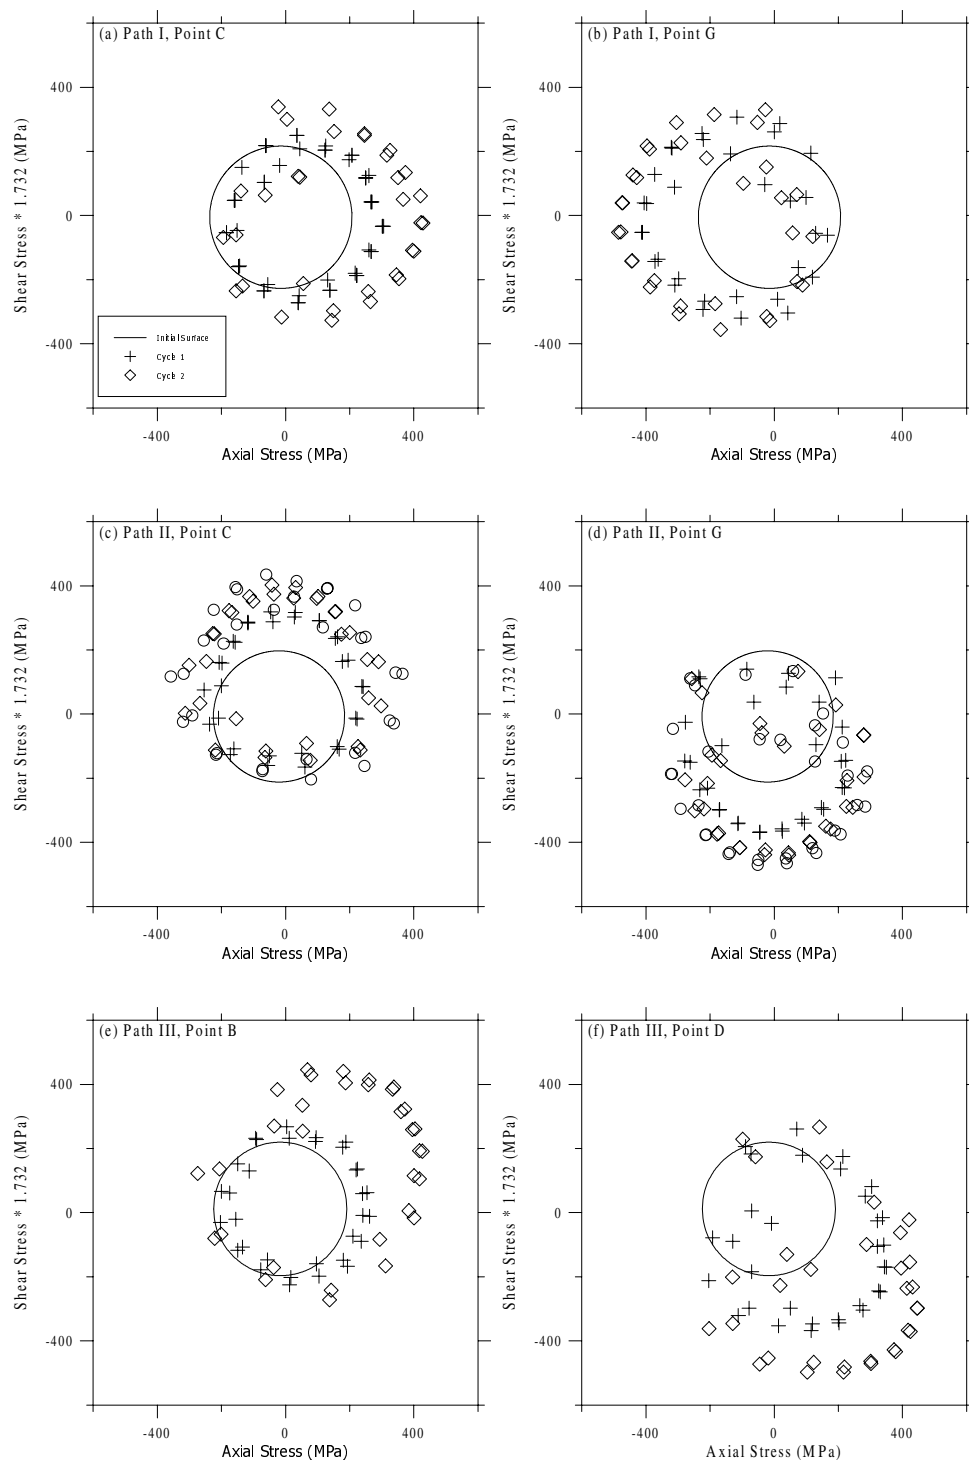 (a) Path I, Point C
(b) Path I, Point G
400
0
-400
Shear Stress * 1.732 (MPa)
Initial Surface
Cycle 1
Cycle 2
-400 0 400
Axial Stress (MPa)
400
0
-400
Shear Stress * 1.732 (MPa)
-400 0 400
Axial Stress (MPa)
(c) Path II, Point C
(d) Path II, Point G
400
0
-400
Shear Stress * 1.732 (MPa)
-400 0 400
Axial Stress (MPa)
400
0
-400
Shear Stress * 1.732 (MPa)
-400 0 400
Axial Stress (MPa)
(e) Path III, Point B
(f) Path III, Point D
400
0
-400
Shear Stress * 1.732 (MPa)
-400 0 400
Axial Stress (MPa)
400
0
-400
Shear Stress * 1.732 (MPa)
-400 0 400
Axial Stress (MPa)